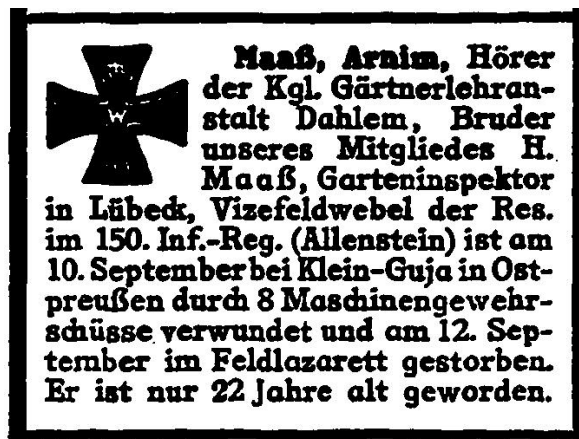 W
Maaß, Arnim, Hörer
der Kgl. Gärtnerlehran-
stalt Dahlem, Bruder
unseres Mitgliedes H.
Maaß, Garteninspektor
in Lübeck, Vizefeldwebel der Res.
im 150. Inf.-Reg. (Allenstein) ist am
10. September bei Klein-Guja in Ost-
preußen durch 8 Maschinengewehr-
schüsse verwundet und am 12. Sep-
tember im Feldlazarett gestorben.
Er ist nur 22 Jahre alt geworden.